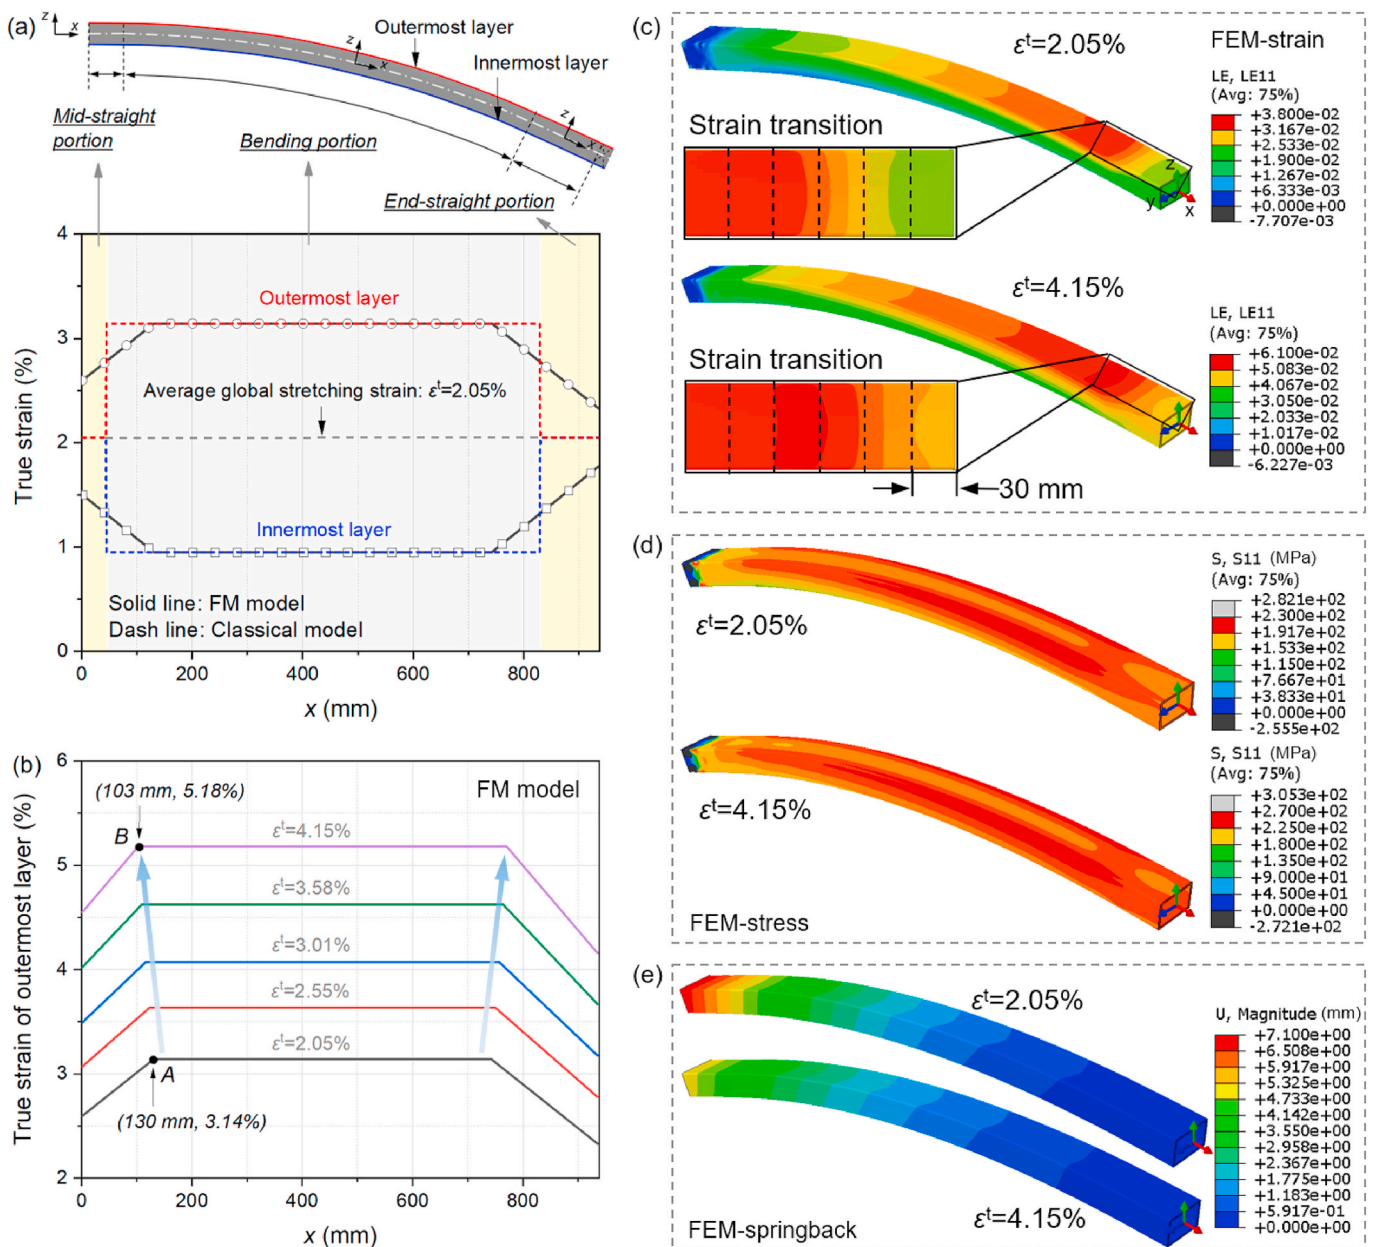 (a)
z
x
Outermost layer
z
x
Innermost layer
z
x
Mid-straight
portion
Bending portion
End-straight portion
4
3
2
1
0
True strain (%)
Outermost layer
Average global stretching strain: εᵗ=2.05%
Innermost layer
Solid line: FM model
Dash line: Classical model
0 200 400 600 800
x (mm)
(b)
6
5
4
3
2
True strain of outermost layer (%)
(103 mm, 5.18%)
FM model
B
εᵗ=4.15%
εᵗ=3.58%
εᵗ=3.01%
εᵗ=2.55%
εᵗ=2.05%
A
(130 mm, 3.14%)
0 200 400 600 800
x (mm)
(c)
εᵗ=2.05%
FEM-strain
LE, LE11
(Avg: 75%)
+3.800e-02
+3.167e-02
+2.533e-02
+1.900e-02
+1.267e-02
+6.333e-03
+0.000e+00
-7.707e-03
Strain transition
z
y
x
εᵗ=4.15%
LE, LE11
(Avg: 75%)
+6.100e-02
+5.083e-02
+4.067e-02
+3.050e-02
+2.033e-02
+1.017e-02
+0.000e+00
-6.227e-03
Strain transition
30 mm
(d)
εᵗ=2.05%
S, S11 (MPa)
(Avg: 75%)
+2.821e+02
+2.300e+02
+1.917e+02
+1.533e+02
+1.150e+02
+7.667e+01
+3.833e+01
+0.000e+00
-2.555e+02
εᵗ=4.15%
S, S11 (MPa)
(Avg: 75%)
+3.053e+02
+2.700e+02
+2.250e+02
+1.800e+02
+1.350e+02
+9.000e+01
+4.500e+01
+0.000e+00
-2.721e+02
FEM-stress
(e)
εᵗ=2.05%
U, Magnitude (mm)
+7.100e+00
+6.508e+00
+5.917e+00
+5.325e+00
+4.733e+00
+4.142e+00
+3.550e+00
+2.958e+00
+2.367e+00
+1.775e+00
+1.183e+00
+5.917e-01
+0.000e+00
εᵗ=4.15%
FEM-springback